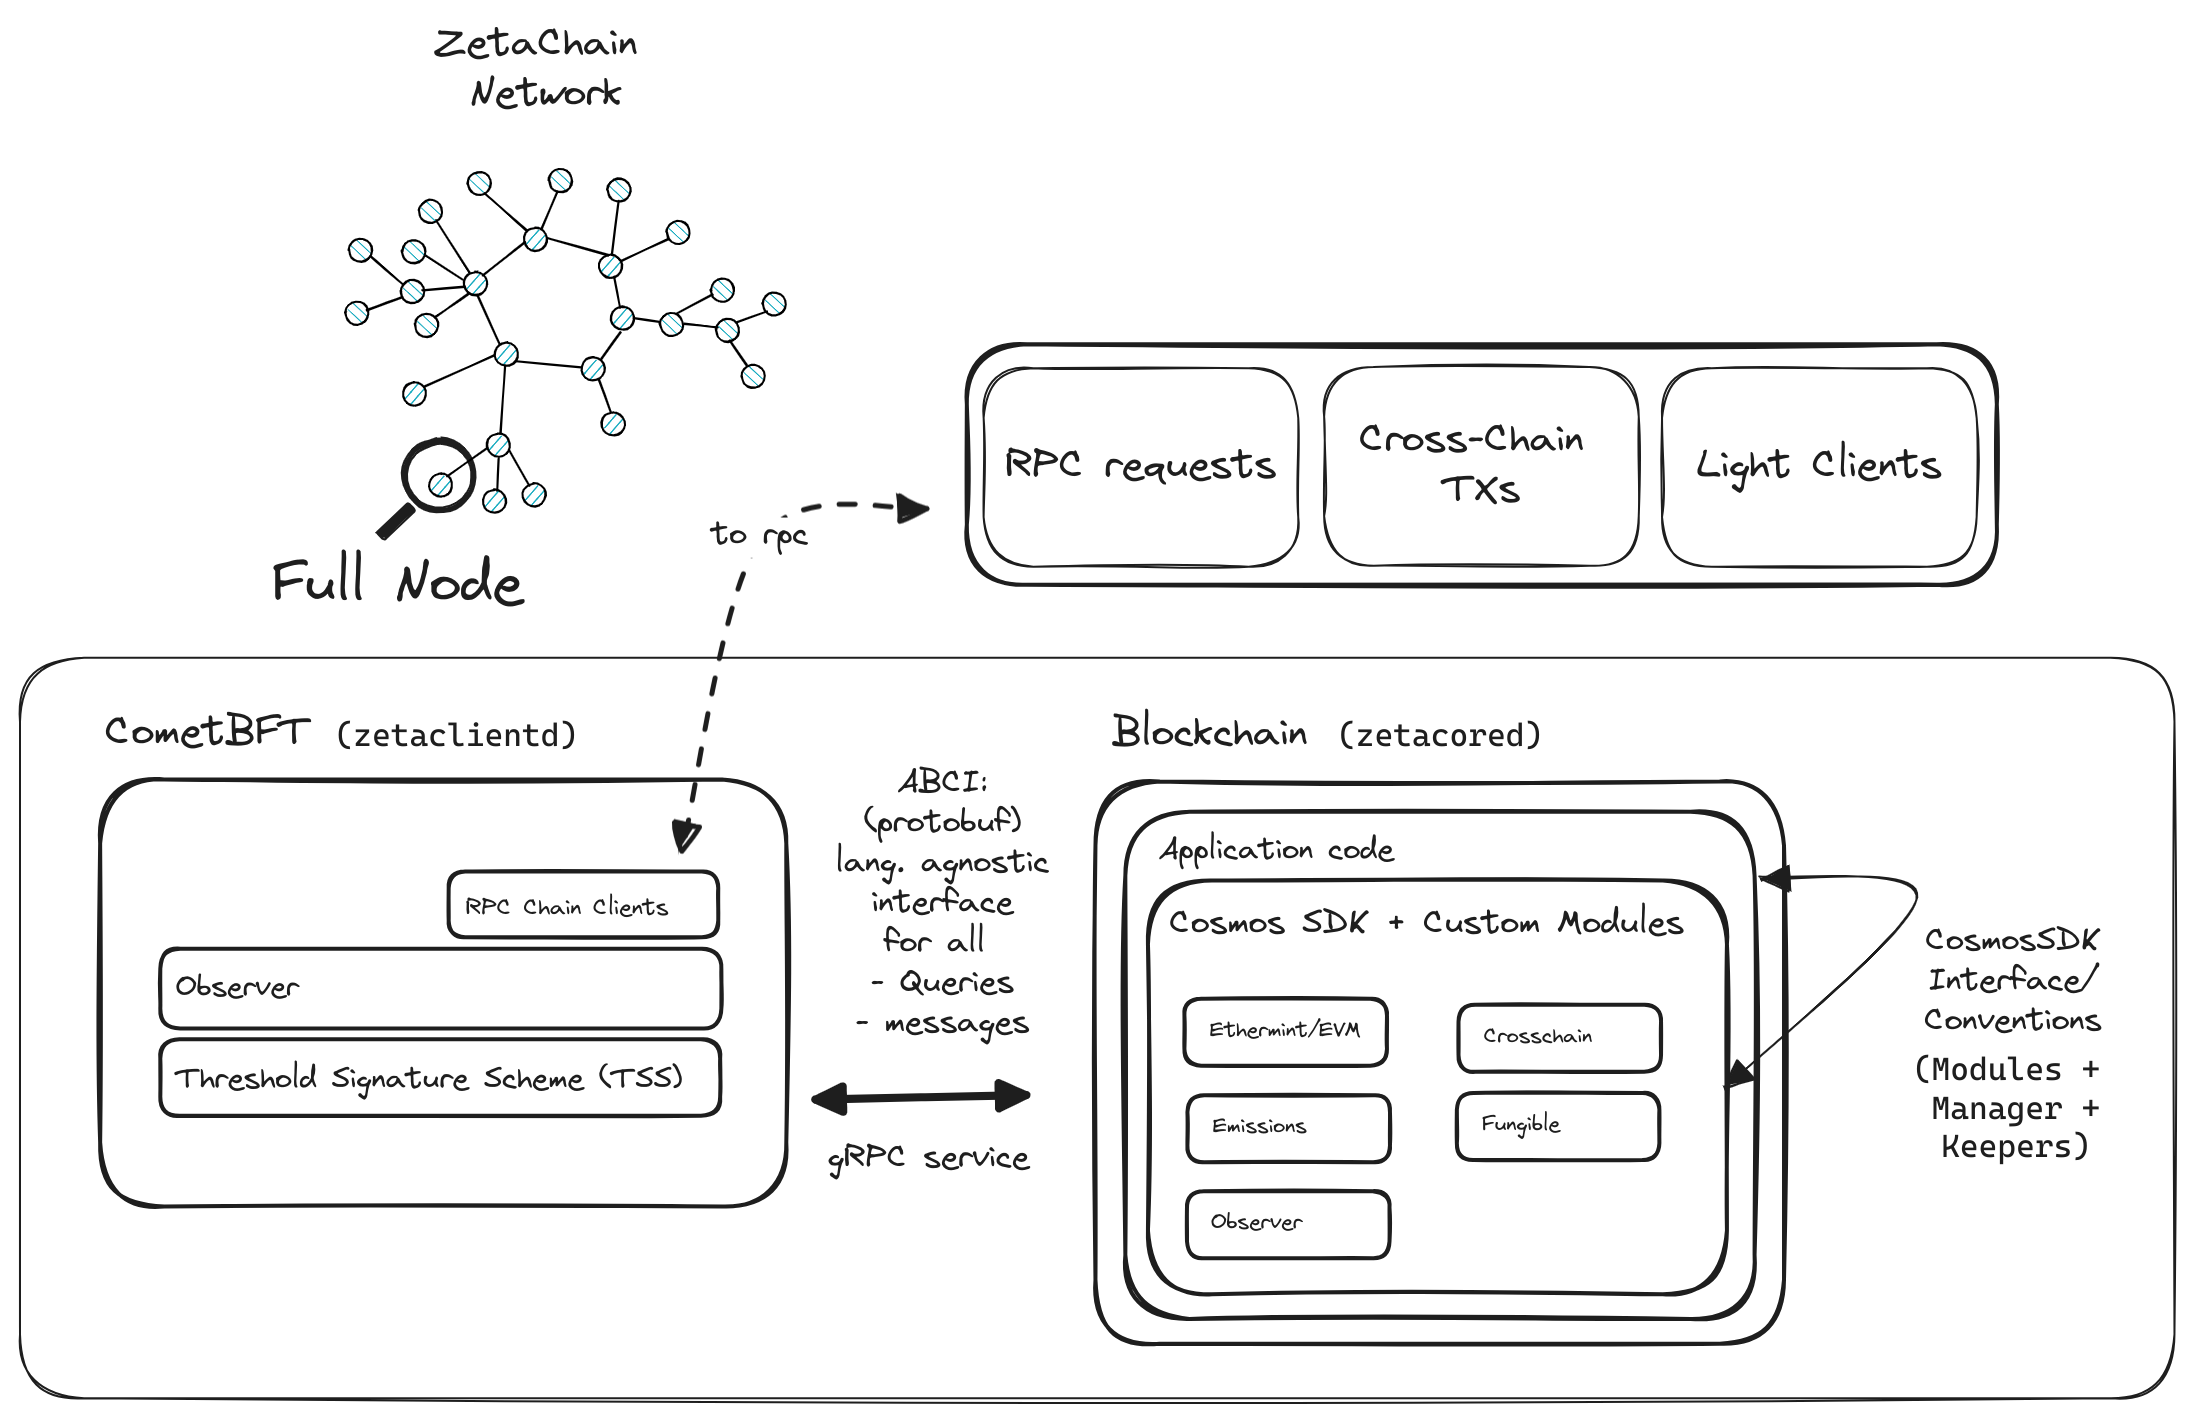 ZetaChain
Network
Full Node
to rpc
RPC requests
Cross-Chain
TXs
Light Clients
CometBFT (zetaclientd)
RPC Chain Clients
Observer
Threshold Signature Scheme (TSS)
ABCI:
(protobuf)
lang. agnostic
interface
for all
- Queries
- messages
gRPC service
Blockchain (zetacored)
Application code
Cosmos SDK + Custom Modules
Ethermint/EVM
Crosschain
Emissions
Fungible
Observer
CosmosSDK
Interface/
Conventions
(Modules +
Manager +
Keepers)